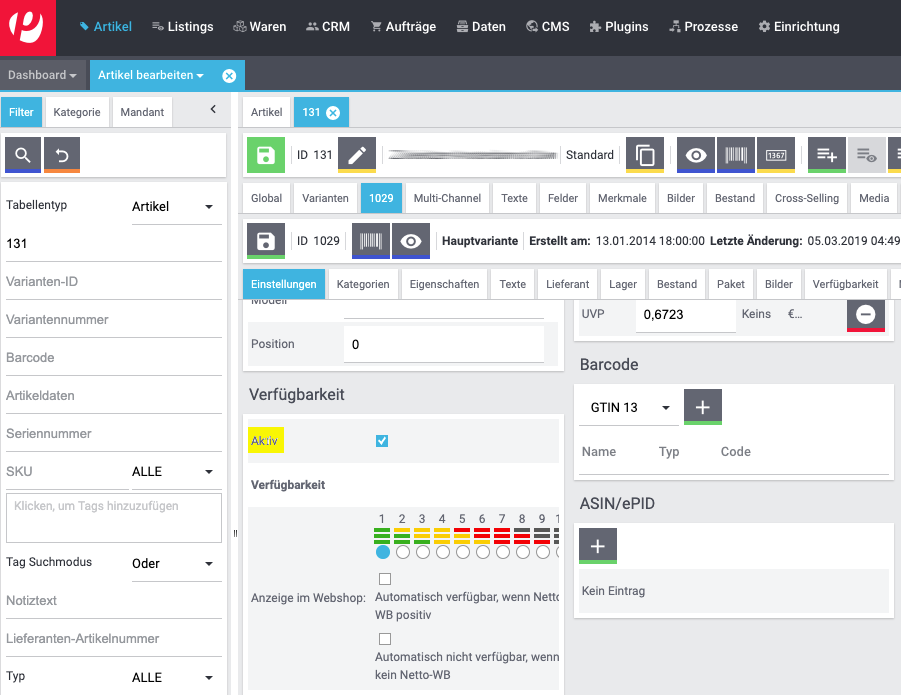 Artikel Listings Waren CRM Aufträge Daten CMS Plugins Prozesse Einrichtung
Dashboard Artikel bearbeiten
Filter Kategorie Mandant
Artikel 131
ID 131 Standard 1367
Tabellentyp Artikel
131
Varianten-ID
Variantennummer
Barcode
Artikeldaten
Seriennummer
SKU ALLE
Klicken, um Tags hinzuzufügen
Tag Suchmodus Oder
Notiztext
Lieferanten-Artikelnummer
Typ ALLE
Global Varianten 1029 Multi-Channel Texte Felder Merkmale Bilder Bestand Cross-Selling Media
ID 1029 Hauptvariante Erstellt am: 13.01.2014 18:00:00 Letzte Änderung: 05.03.2019 04:49
Einstellungen Kategorien Eigenschaften Texte Lieferant Lager Bestand Paket Bilder Verfügbarkeit
Modell
Position 0
Verfügbarkeit
Aktiv
Verfügbarkeit
1 2 3 4 5 6 7 8 9 1
Anzeige im Webshop:
Automatisch verfügbar, wenn Netto
WB positiv
Automatisch nicht verfügbar, wenn
kein Netto-WB
UVP 0,6723 Keins €...
Barcode
GTIN 13
Name Typ Code
ASIN/ePID
Kein Eintrag